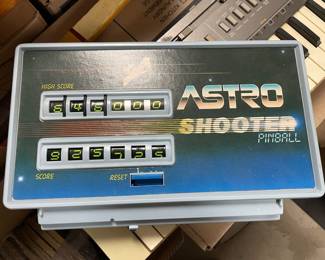 HIGH SCORE
ASTRO
SHOOTER
PINBALL
SCORE
RESET